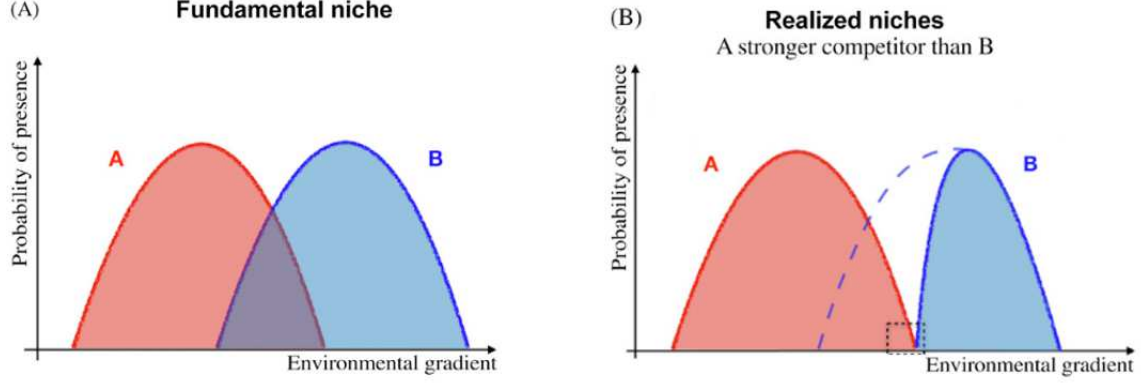 (A)
Fundamental niche
Probability of presence
A
B
Environmental gradient
(B)
Realized niches
A stronger competitor than B
Probability of presence
A
B
Environmental gradient